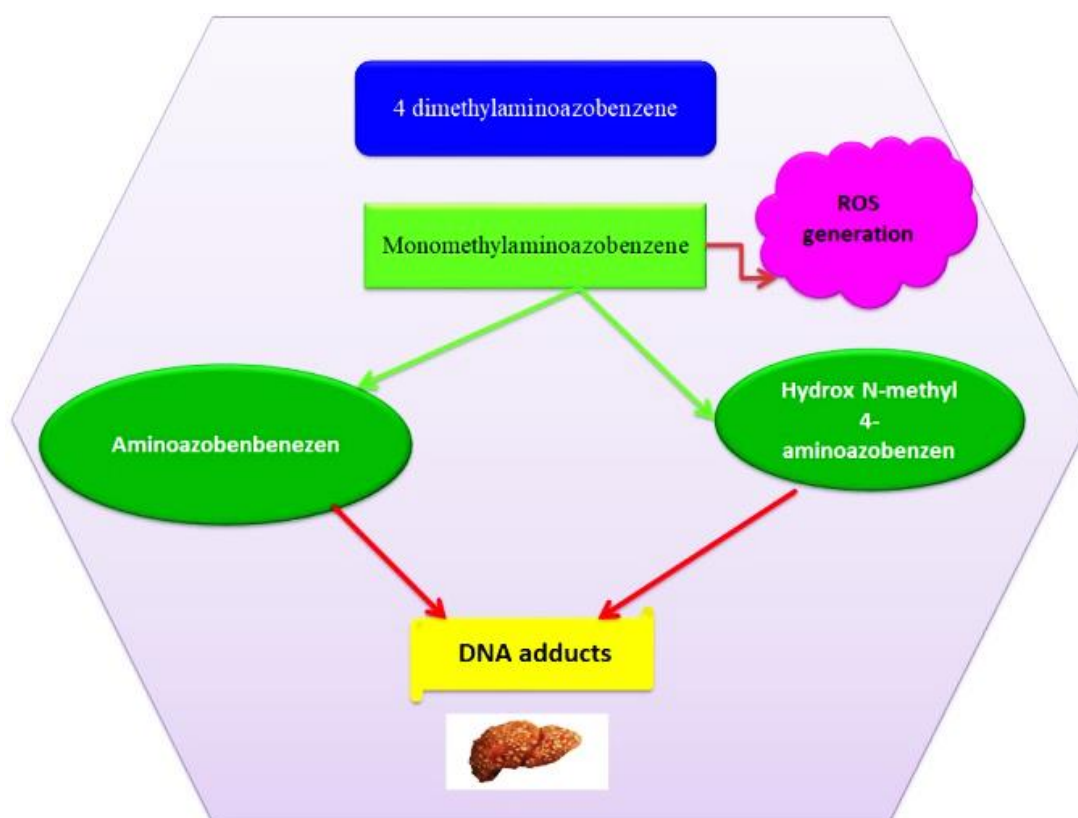 4 dimethylaminoazobenzene
Monomethylaminoazobenzene
ROS
generation
Aminoazobenbenezen
Hydrox N-methyl
4-
aminoazobenzen
DNA adducts